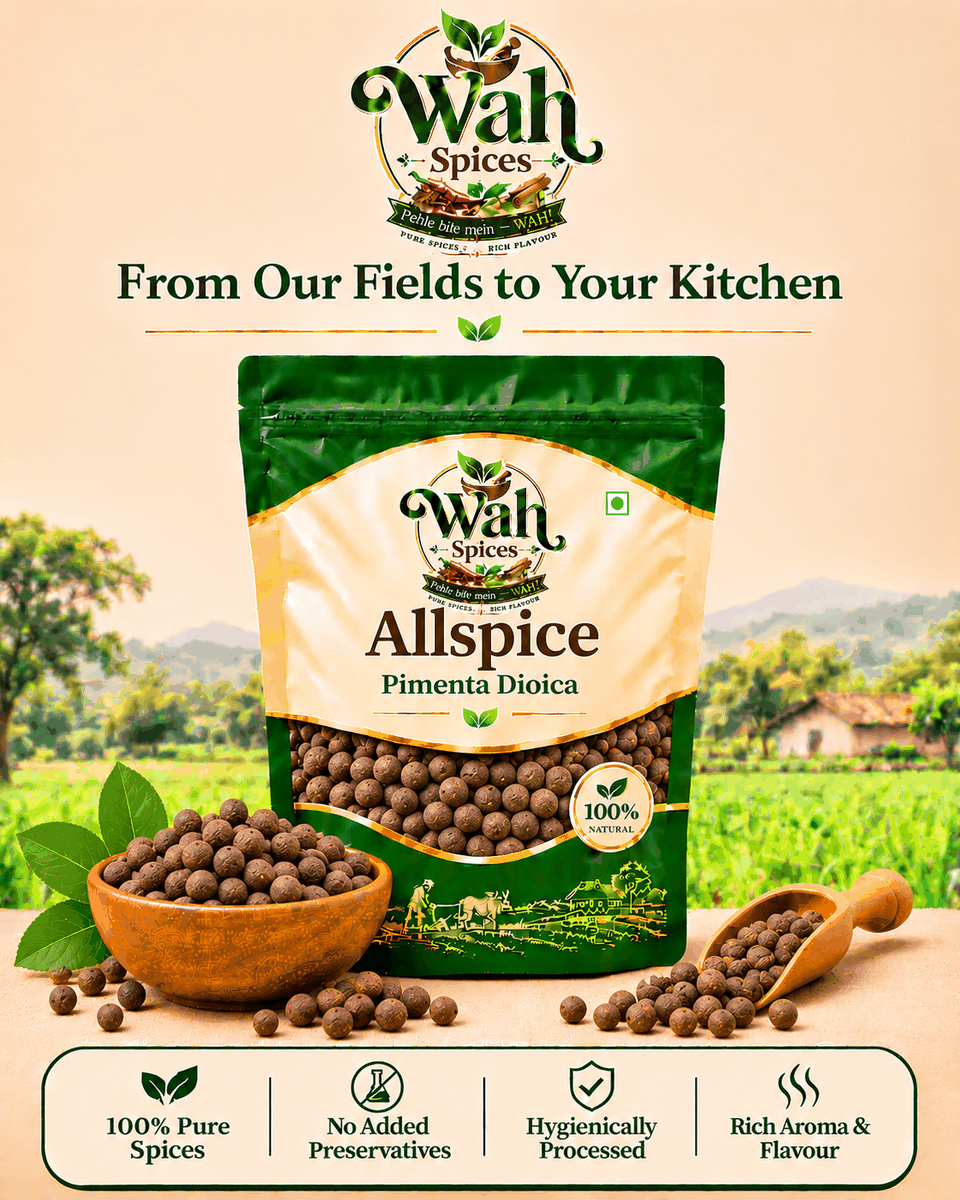 Wah
Spices
Pehle bite mein – WAH!
PURE SPICES RICH FLAVOUR
From Our Fields to Your Kitchen
Wah
Spices
Pehle bite mein – WAH!
PURE SPICES RICH FLAVOUR
Allspice
Pimenta Dioica
100%
NATURAL
100% Pure
Spices
No Added
Preservatives
Hygienically
Processed
Rich Aroma &
Flavour